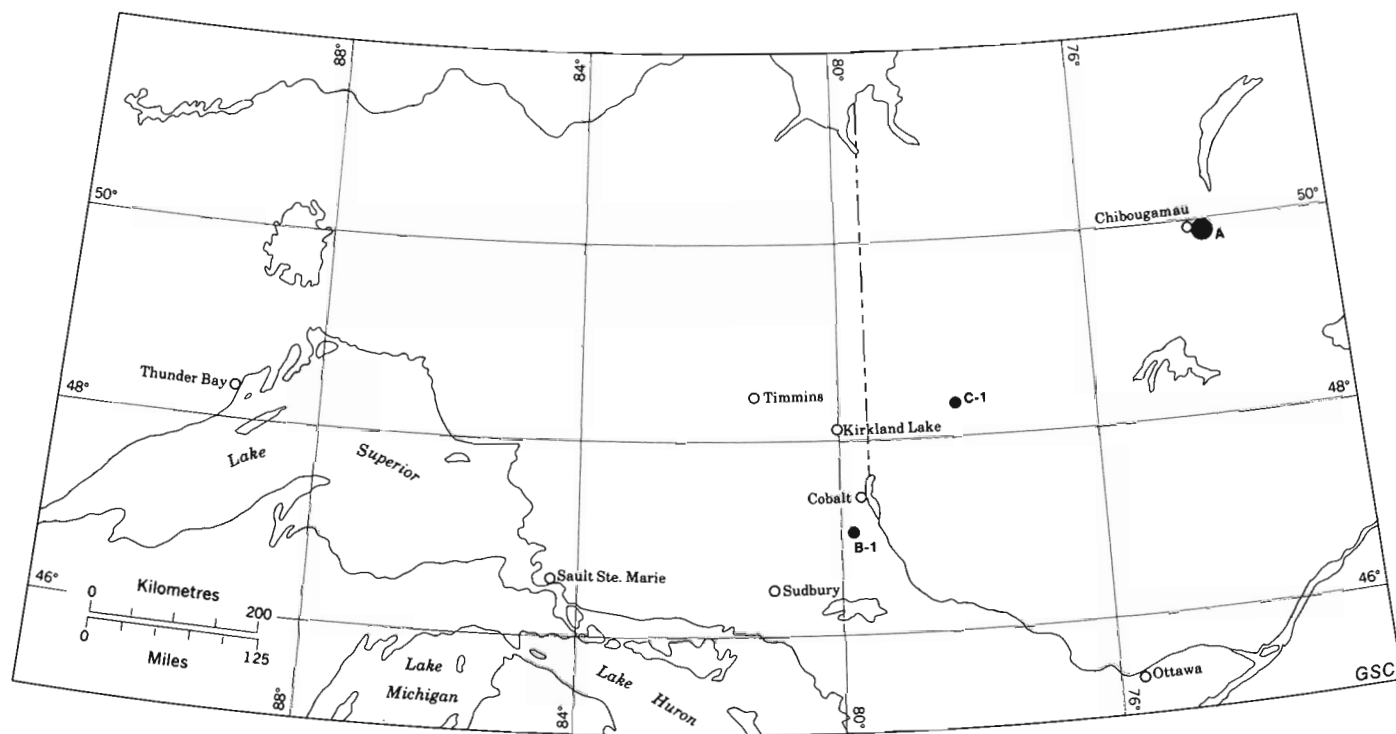 88°
84°
80°
76°
50°
50°
Chibougamau
A
Thunder Bay
48°
48°
Timmins
C-1
Kirkland Lake
Lake
Superior
Cobalt
B-1
46°
46°
Kilometres
0
200
0
125
Miles
Sault Ste. Marie
Sudbury
Lake
Michigan
Lake
Huron
Ottawa
GSC
88°
84°
80°
76°